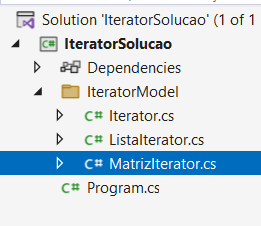 Solution 'IteratorSolucao' (1 of 1
C# IteratorSolucao
Dependencies
IteratorModel
C# Iterator.cs
C# ListaIterator.cs
C# MatrizIterator.cs
C# Program.cs